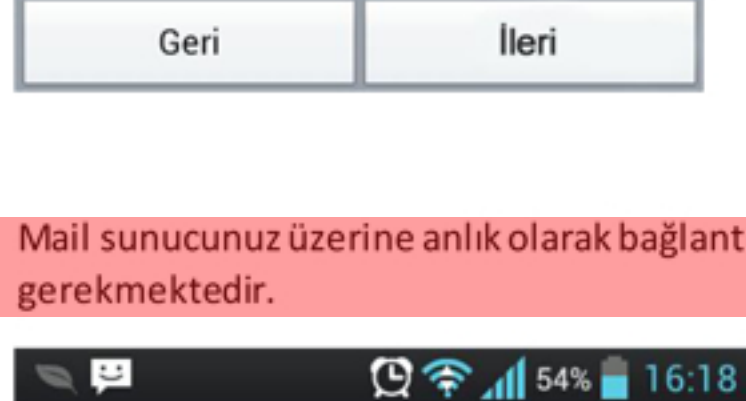 Geri İleri
Mail sunucunuz üzerine anlık olarak bağlant
gerekmektedir.
54% 16:18